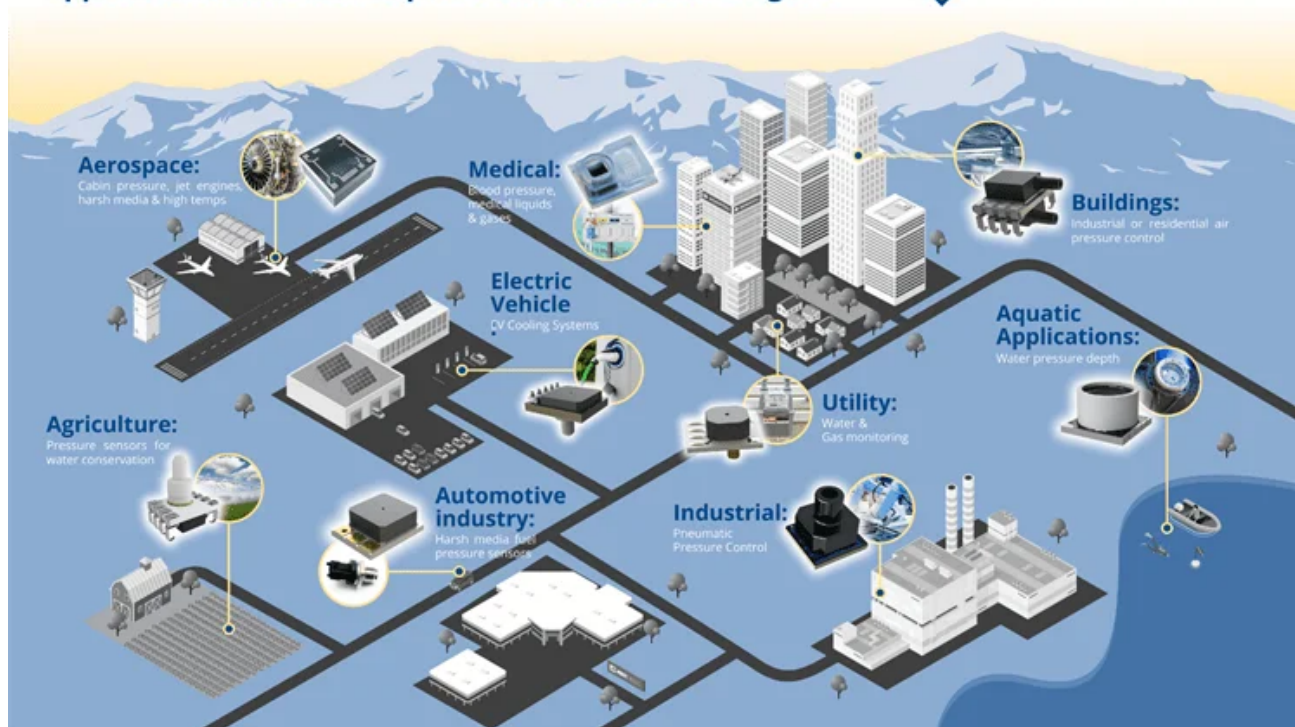 Aerospace:
Cabin pressure, jet engines,
harsh media & high temps
Medical:
Blood pressure,
medical liquids
& gases
Buildings:
Industrial or residential air
pressure control
Electric
Vehicle
:
EV Cooling Systems
Aquatic
Applications:
Water pressure depth
Utility:
Water &
Gas monitoring
Agriculture:
Pressure sensors for
water conservation
Automotive
industry:
Harsh media fuel
pressure sensors
Industrial:
Pneumatic
Pressure Control